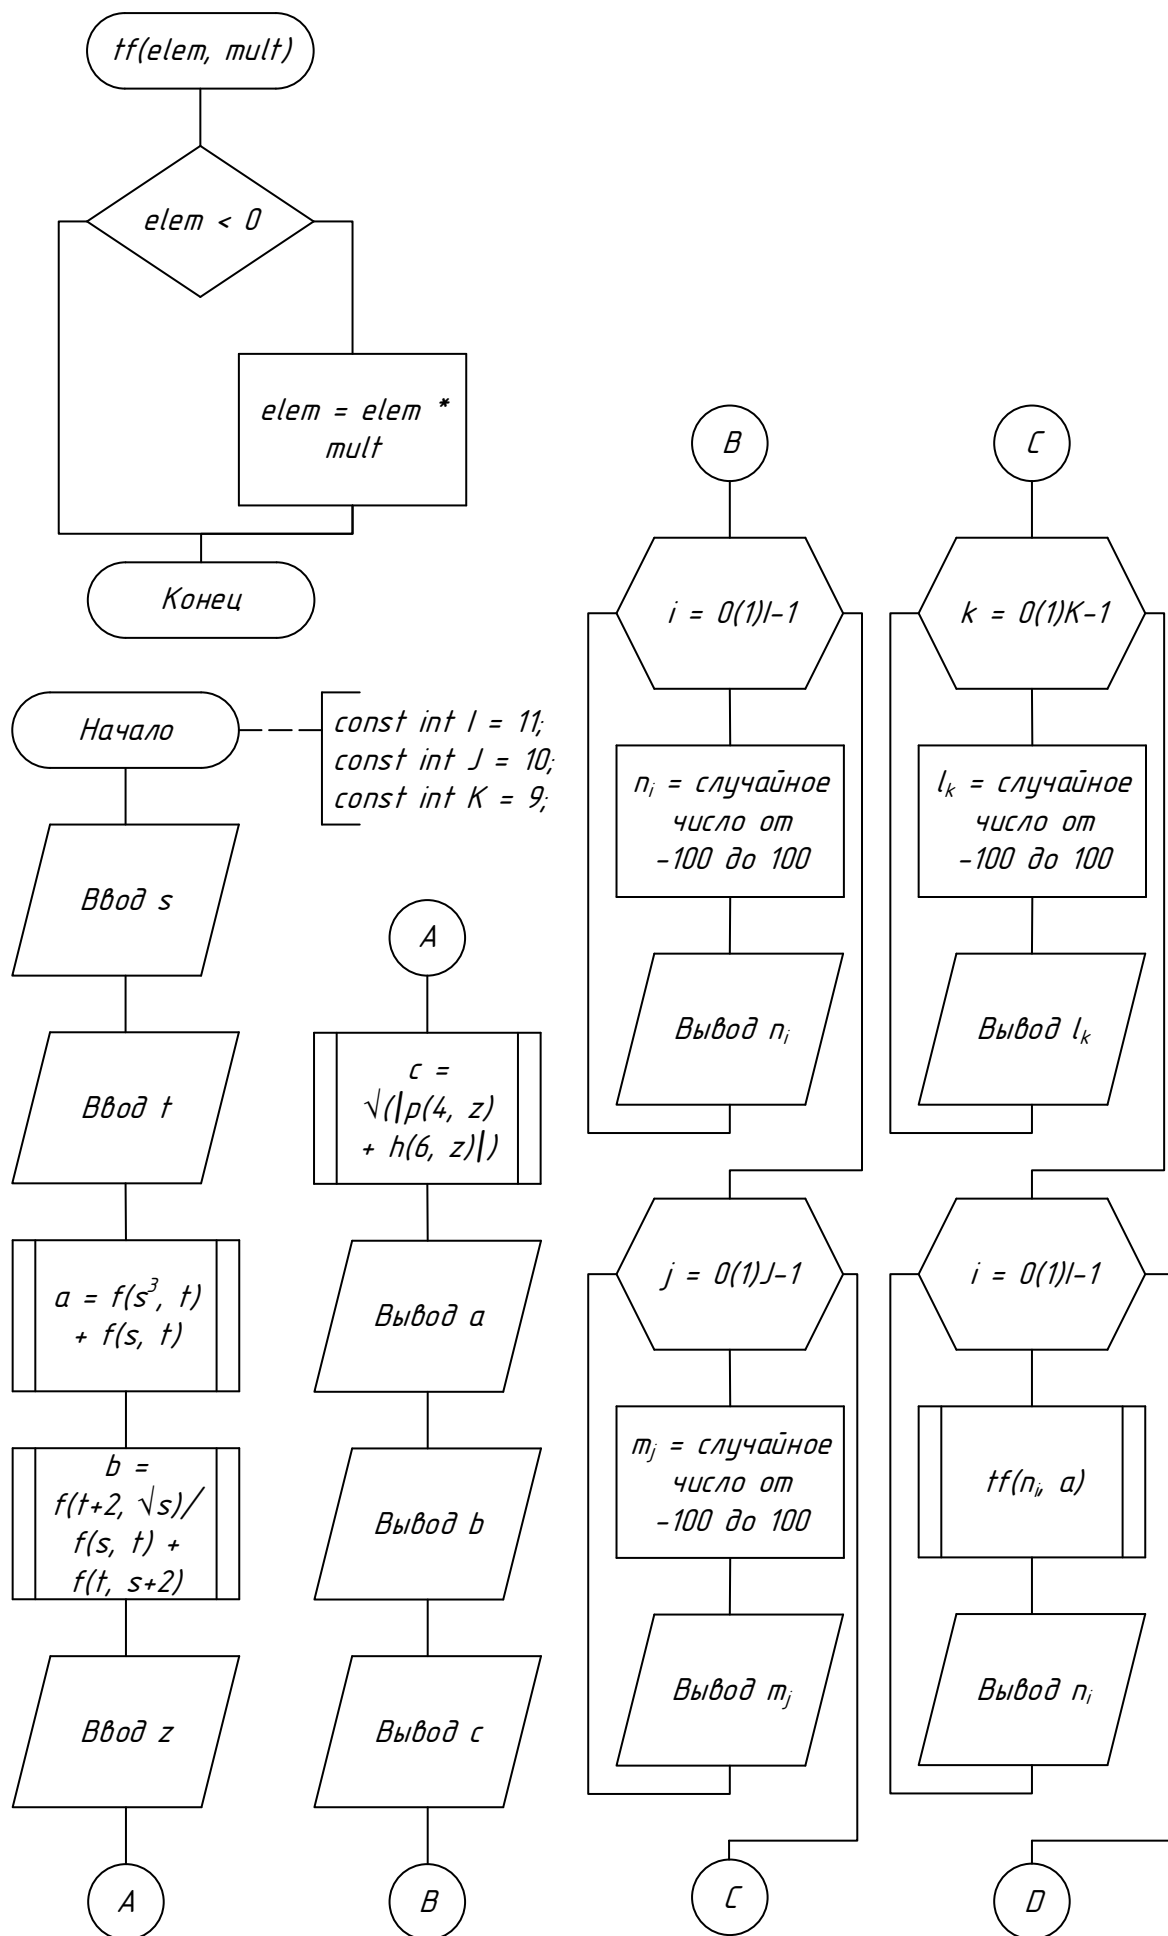 tf(elem, mult)
elem < 0
elem = elem *
mult
Конец
Начало
const int I = 11;
const int J = 10;
const int K = 9;
Ввод s
Ввод t
a = f(s³, t)
+ f(s, t)
b =
f(t+2, √s)/
f(s, t) +
f(t, s+2)
Ввод z
A
A
c =
√(|p(4, z)
+ h(6, z)|)
Вывод a
Вывод b
Вывод c
B
B
i = 0(1)I-1
nᵢ = случайное
число от
-100 до 100
Вывод nᵢ
j = 0(1)J-1
mⱼ = случайное
число от
-100 до 100
Вывод mⱼ
C
C
k = 0(1)K-1
lₖ = случайное
число от
-100 до 100
Вывод lₖ
i = 0(1)I-1
tf(nᵢ, a)
Вывод nᵢ
D